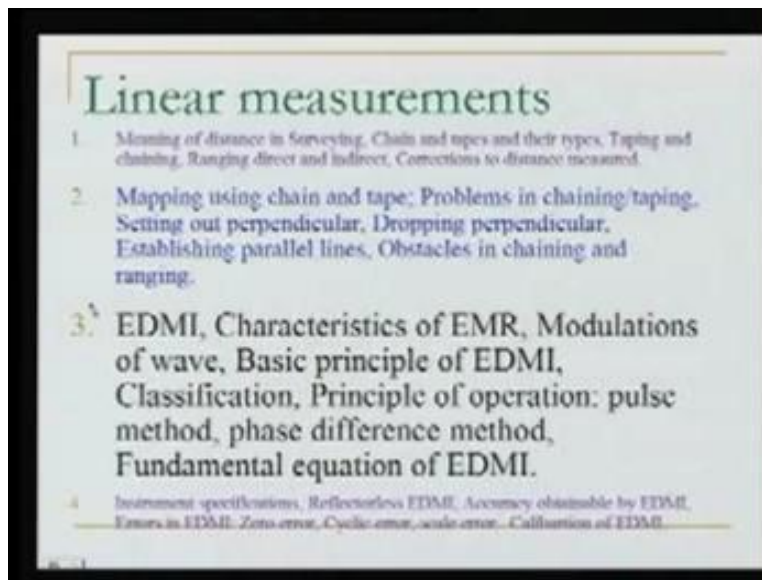 Linear measurements
1. Meaning of distance in Surveying, Chain and tapes and their types, Taping and
chaining, Ranging direct and indirect, Corrections to distance measured.
2. Mapping using chain and tape; Problems in chaining/taping,
Setting out perpendicular, Dropping perpendicular,
Establishing parallel lines, Obstacles in chaining and
ranging.
3. EDMI, Characteristics of EMR, Modulations
of wave, Basic principle of EDMI,
Classification, Principle of operation: pulse
method, phase difference method,
Fundamental equation of EDMI.
4. Instrument specifications, Reflectorless EDMI, Accuracy obtainable by EDMI,
Errors in EDMI: Zero error, Cyclic error, scale error, Calibration of EDMI.